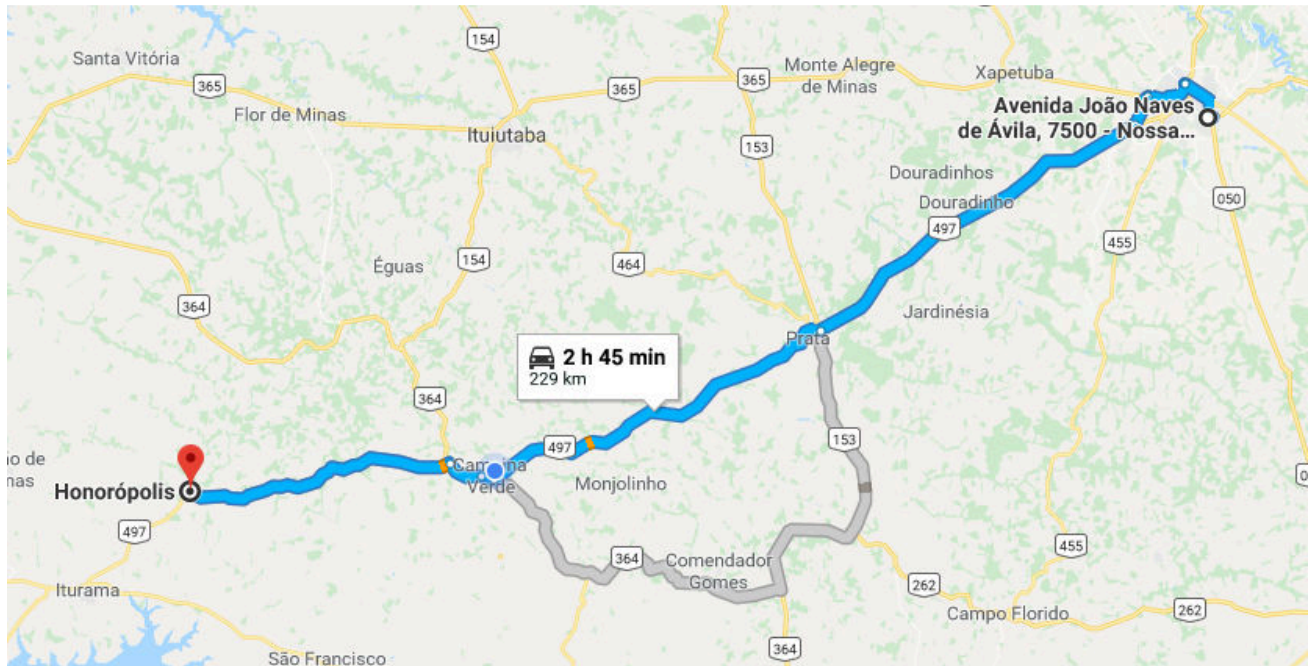 154
Santa Vitória
365
Flor de Minas
Ituiutaba
365
365
Monte Alegre
de Minas
Xapetuba
Avenida João Naves
de Ávila, 7500 - Nossa...
153
Douradinhos
Douradinho
497
050
455
Éguas
154
464
364
Jardinésia
Prata
2 h 45 min
229 km
364
153
497
Campina
Verde
Monjolinho
Honorópolis
497
364
Comendador
Gomes
455
262
262
Iturama
Campo Florido
São Francisco
364